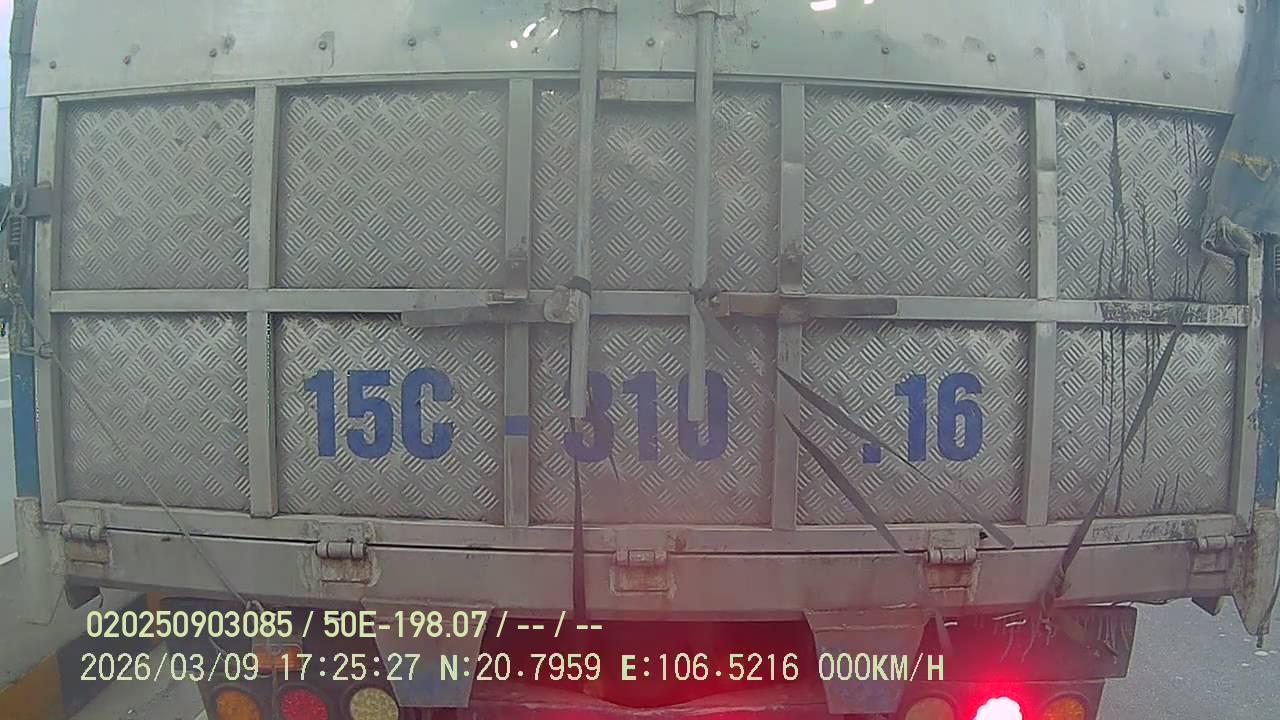 15C - 310 .16
020250903085 / 50E-198.07 / -- / --
2026/03/09 17:25:27 N:20.7959 E:106.5216 000KM/H